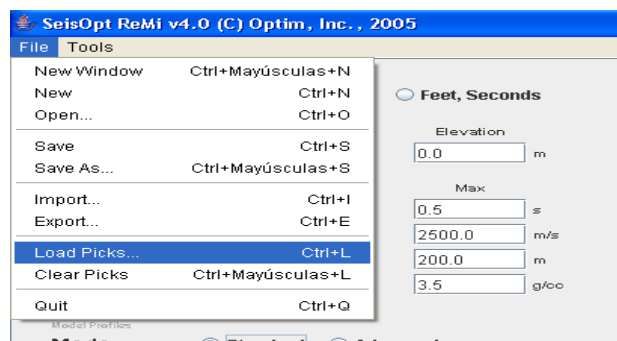 SeisOpt ReMi v4.0 (C) Optim, Inc., 2005
File Tools
New Window Ctrl+Mayúsculas+N
New Ctrl+N
Open... Ctrl+O
Save Ctrl+S
Save As... Ctrl+Mayúsculas+S
Import... Ctrl+I
Export... Ctrl+E
Load Picks... Ctrl+L
Clear Picks Ctrl+Mayúsculas+L
Quit Ctrl+Q
Feet, Seconds
Elevation
0.0 m
Max
0.5 s
2500.0 m/s
200.0 m
3.5 g/cc
Model Profiles